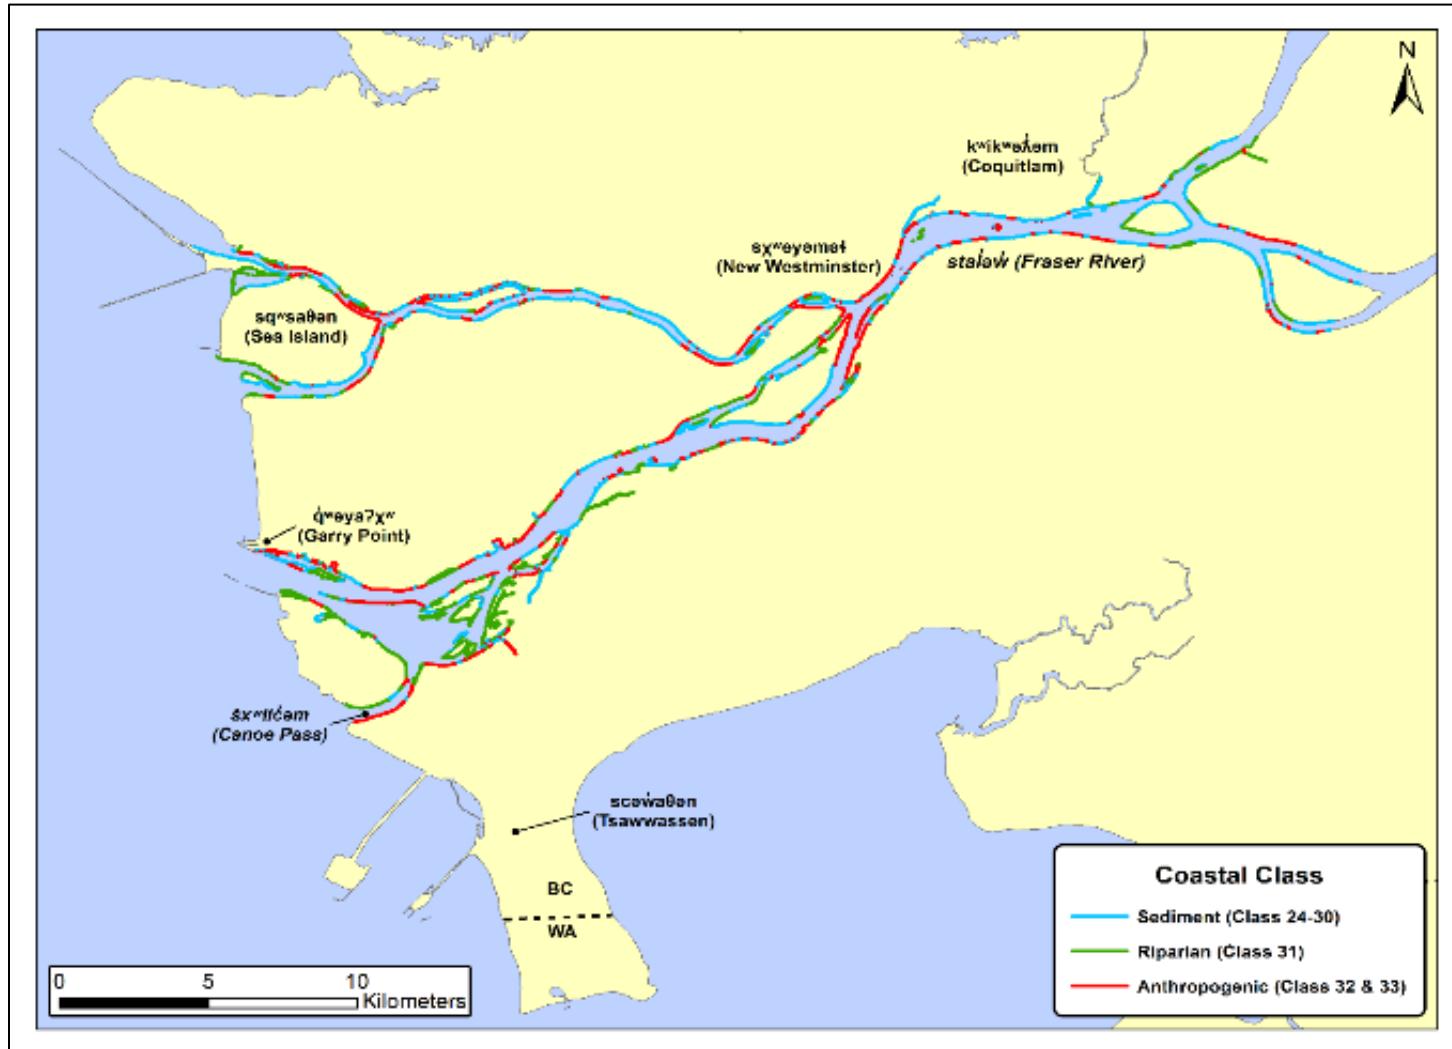 N
kʷikʷəƛ̓əm
(Coquitlam)
sχʷəyəməɬ
(New Westminster)
stal̓əw̓ (Fraser River)
sqʷsaθən
(Sea Island)
q̓ʷəyaʔχʷ
(Garry Point)
(Canoe Pass)
scəw̓aθən
(Tsawwassen)
BC
WA
0 5 10
Kilometers
Coastal Class
Sediment (Class 24-30)
Riparian (Class 31)
Anthropogenic (Class 32 & 33)